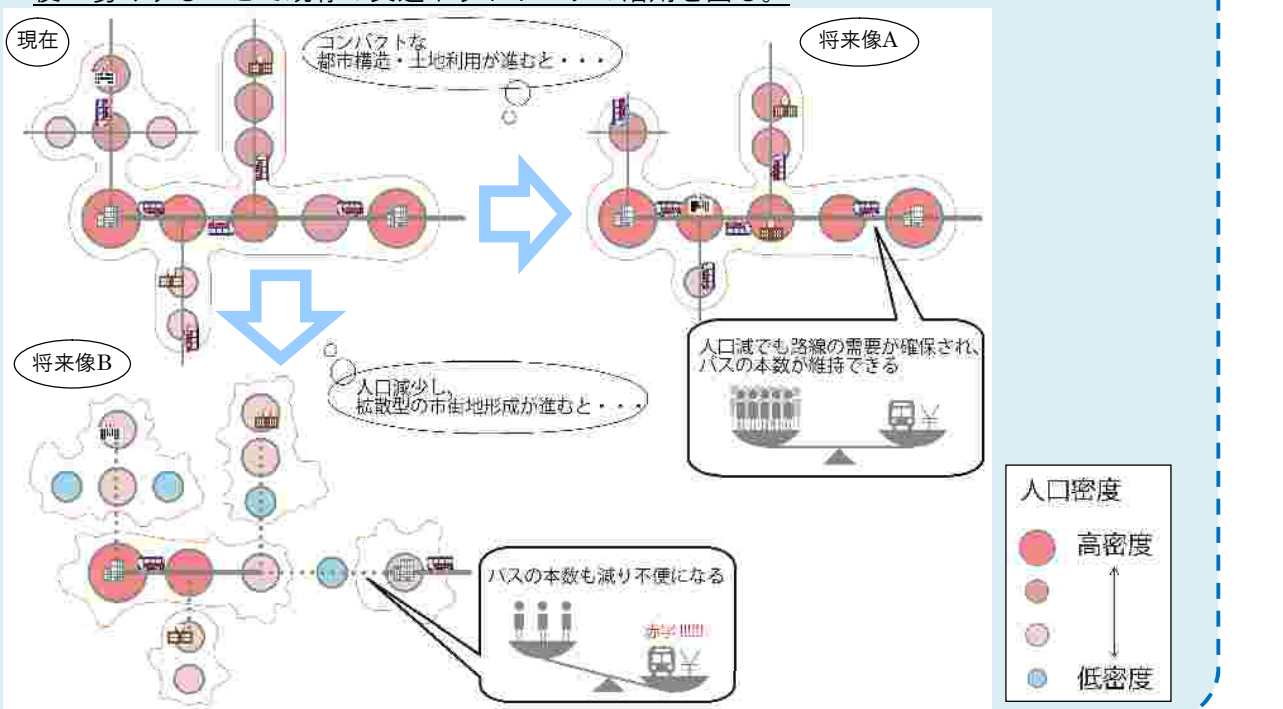 現在
コンパクトな
都市構造・土地利用が進むと・・・
将来像A
人口減でも路線の需要が確保され、
バスの本数が維持できる
将来像B
人口減少し、
拡散型の市街地形成が進むと・・・
バスの本数も減り不便になる
赤字!!!!!!
人口密度
高密度
低密度